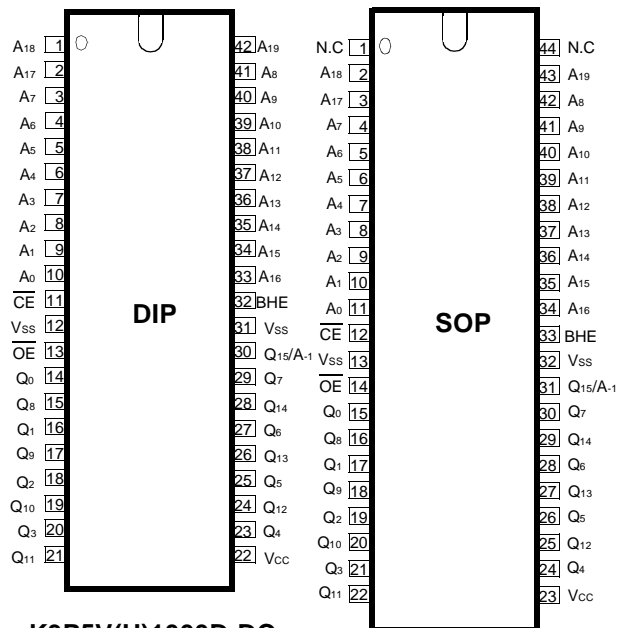 A18 1 42 A19
A17 2 41 A8
A7 3 40 A9
A6 4 39 A10
A5 5 38 A11
A4 6 37 A12
A3 7 36 A13
A2 8 35 A14
A1 9 34 A15
A0 10 33 A16
CE 11 32 BHE
VSS 12 31 VSS
OE 13 30 Q15/A-1
Q0 14 29 Q7
Q8 15 28 Q14
Q1 16 27 Q6
Q9 17 26 Q13
Q2 18 25 Q5
Q10 19 24 Q12
Q3 20 23 Q4
Q11 21 22 VCC
DIP
N.C 1 44 N.C
A18 2 43 A19
A17 3 42 A8
A7 4 41 A9
A6 5 40 A10
A5 6 39 A11
A4 7 38 A12
A3 8 37 A13
A2 9 36 A14
A1 10 35 A15
A0 11 34 A16
CE 12 33 BHE
VSS 13 32 VSS
OE 14 31 Q15/A-1
Q0 15 30 Q7
Q8 16 29 Q14
Q1 17 28 Q6
Q9 18 27 Q13
Q2 19 26 Q5
Q10 20 25 Q12
Q3 21 24 Q4
Q11 22 23 VCC
SOP